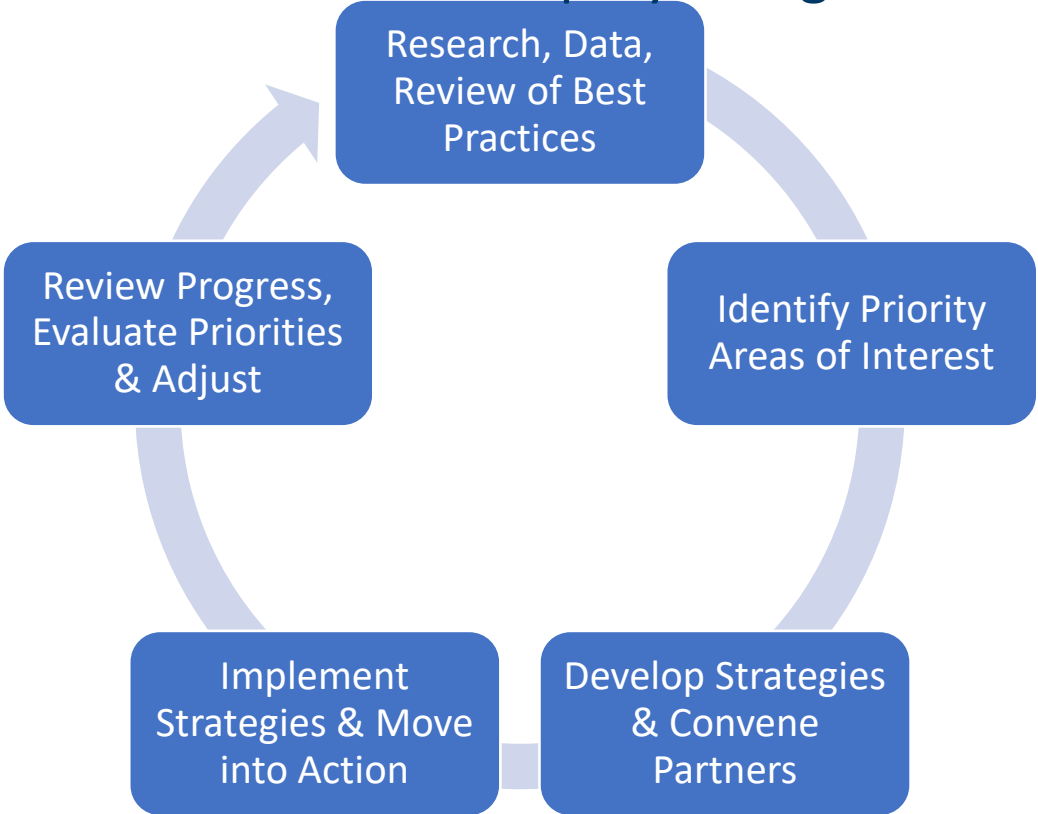 Research, Data,
Review of Best
Practices
Identify Priority
Areas of Interest
Develop Strategies
& Convene
Partners
Implement
Strategies & Move
into Action
Review Progress,
Evaluate Priorities
& Adjust